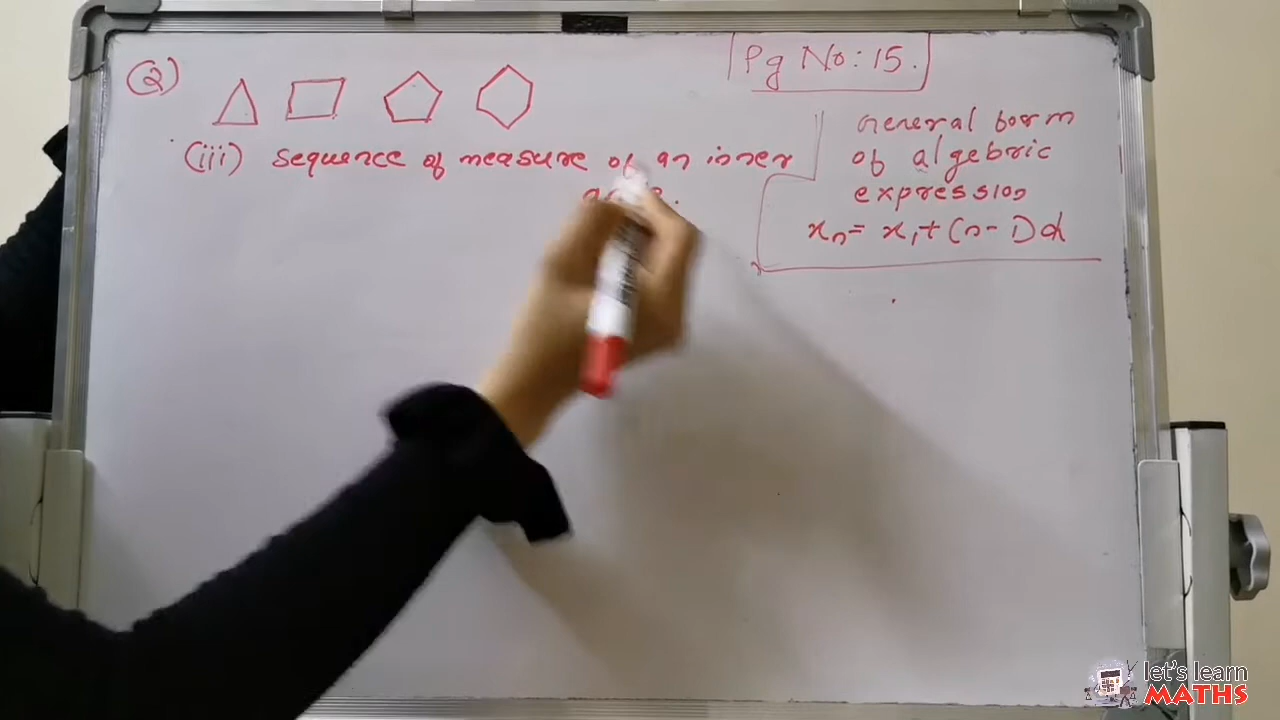 Pg No: 15.
Q)
(iii) sequence of measure of an inner
General form
of algebric
expression
xₙ = x₁ + (n-1)d
let's learn
MATHS